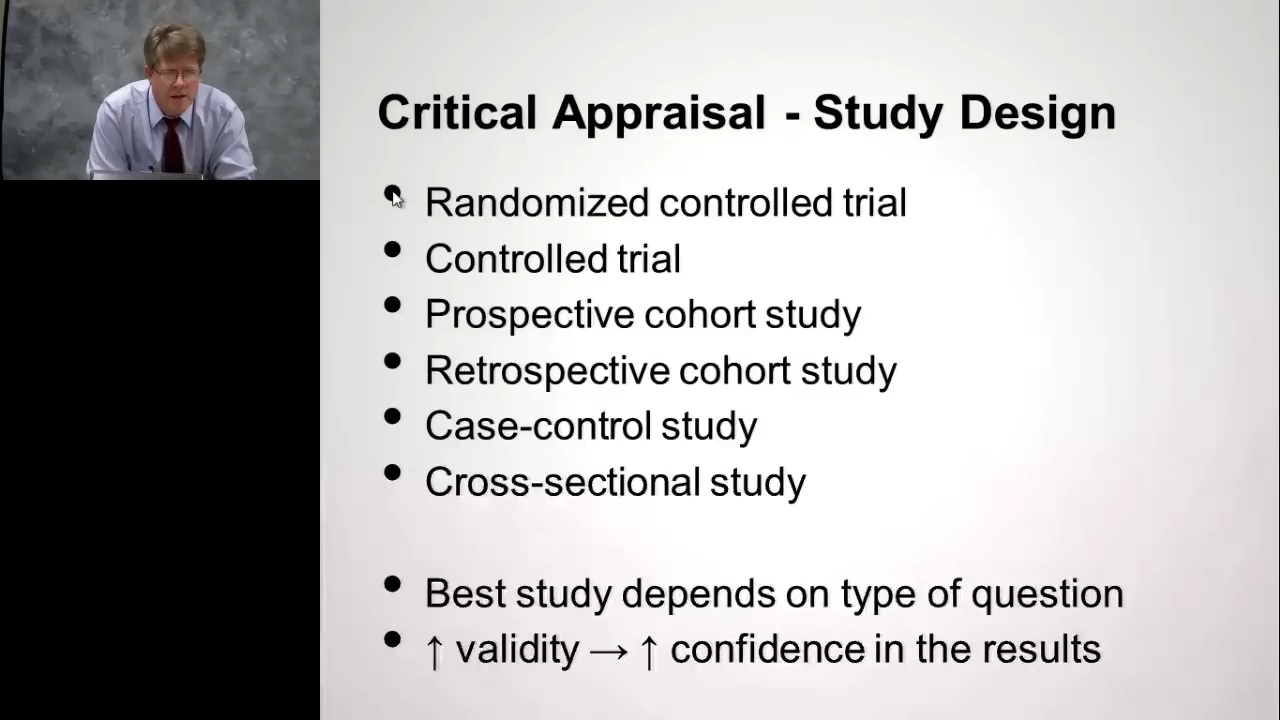 Critical Appraisal - Study Design
• Randomized controlled trial
• Controlled trial
• Prospective cohort study
• Retrospective cohort study
• Case-control study
• Cross-sectional study
• Best study depends on type of question
• ↑ validity → ↑ confidence in the results